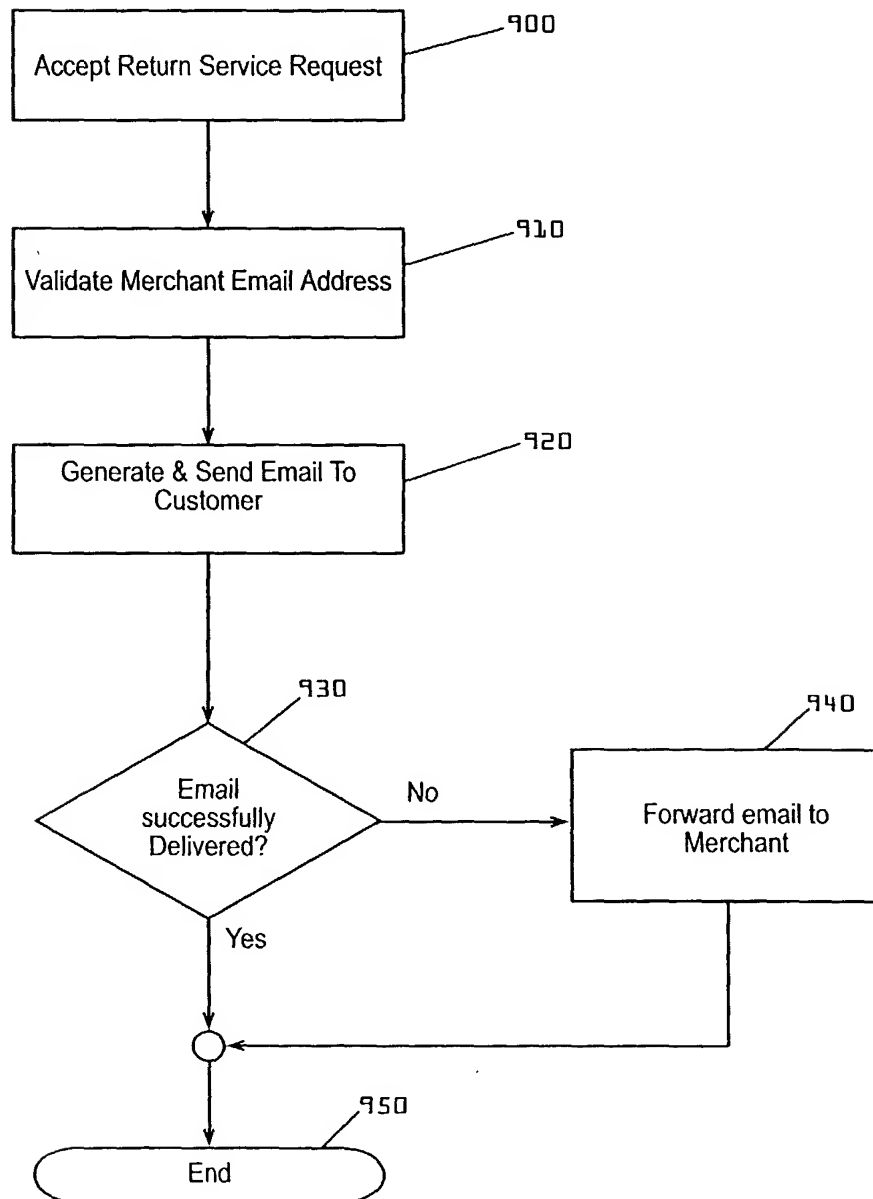 900
Accept Return Service Request
910
Validate Merchant Email Address
920
Generate & Send Email To
Customer
930
940
Email
successfully
Delivered?
No
Forward email to
Merchant
Yes
950
End